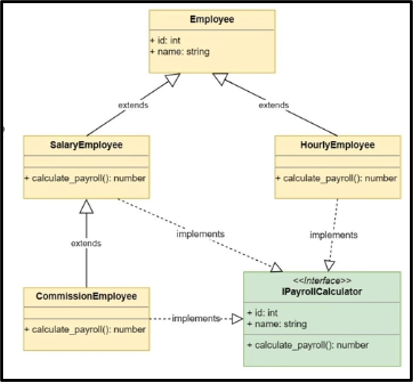 Employee
+ id: int
+ name: string
extends
extends
SalaryEmployee
+ calculate_payroll(): number
HourlyEmployee
+ calculate_payroll(): number
implements
implements
extends
<<Interface>>
IPayrollCalculator
+ id: int
+ name: string
+ calculate_payroll(): number
CommissionEmployee
+ calculate_payroll(): number
implements